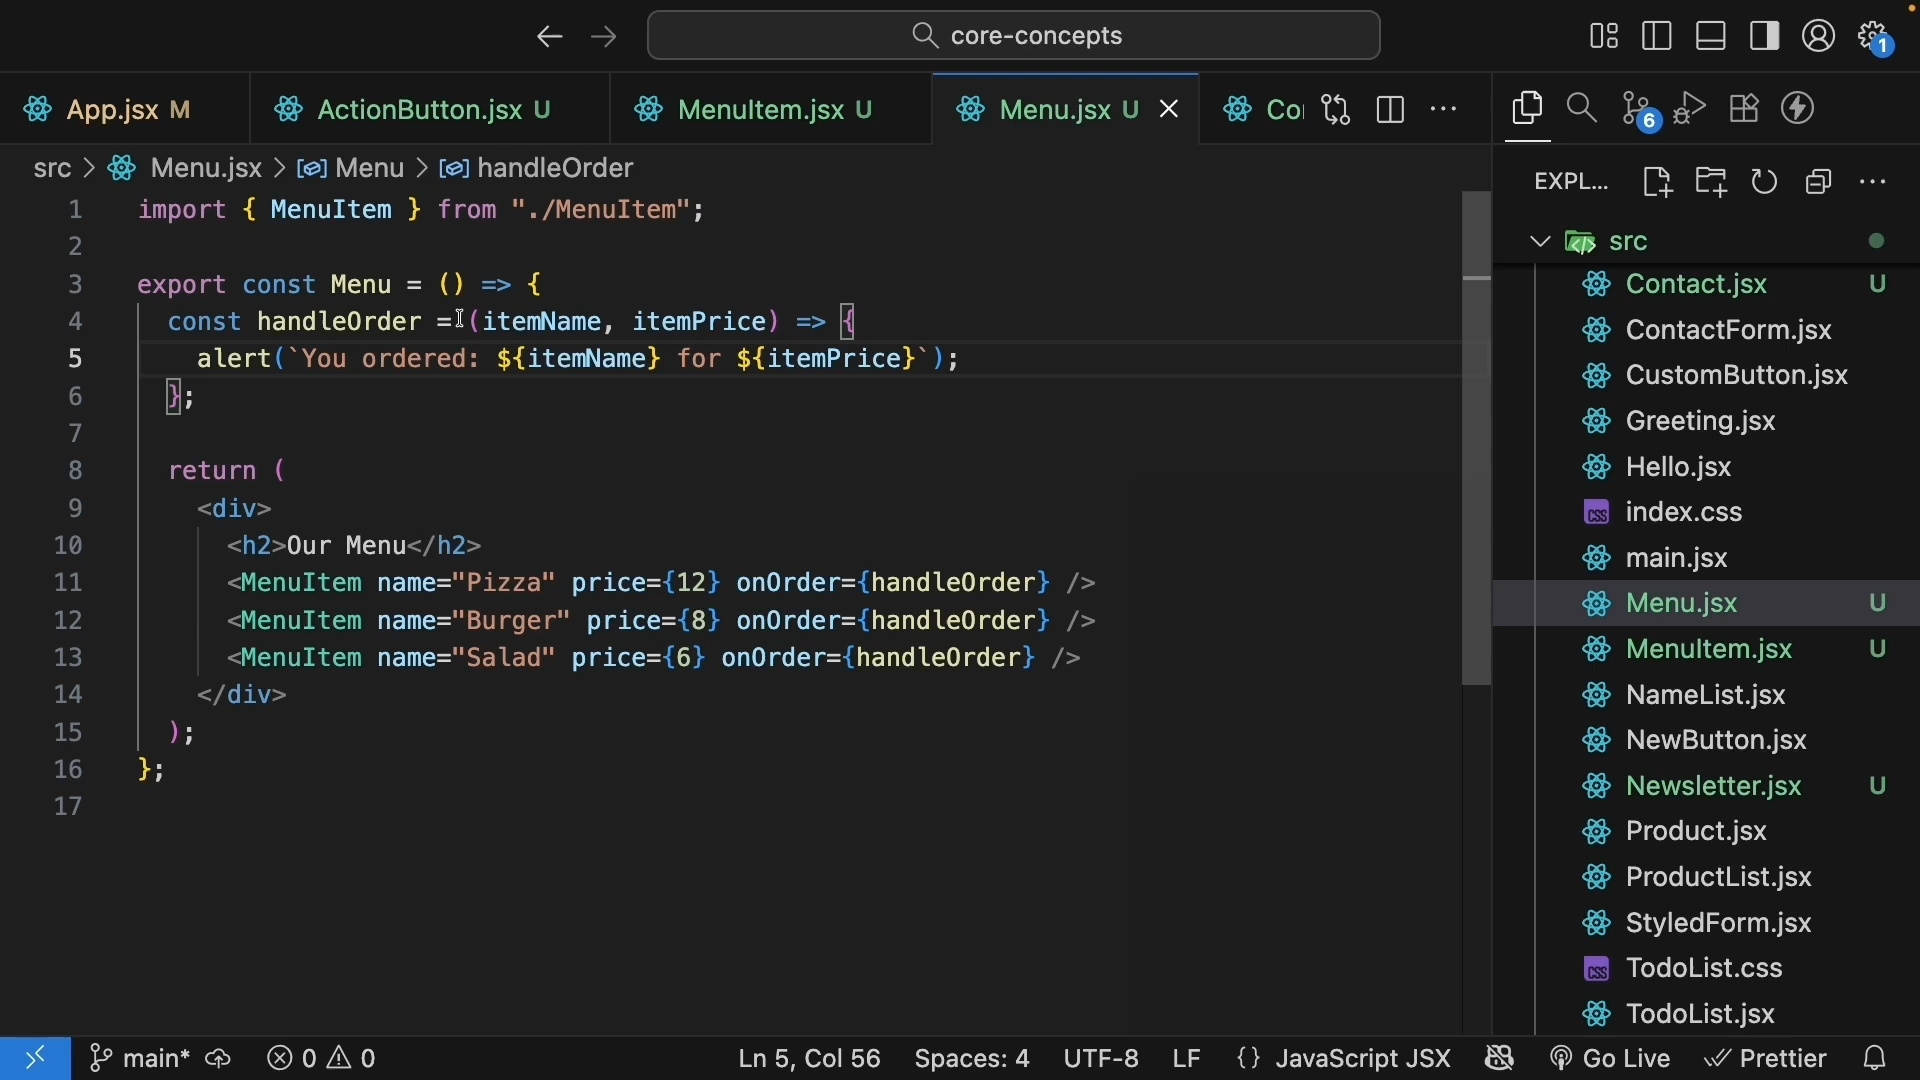 core-concepts
1
App.jsx M
ActionButton.jsx U
MenuItem.jsx U
Menu.jsx U
Co
6
src > Menu.jsx > Menu > handleOrder
EXPL...
1 import { MenuItem } from "./MenuItem";
2
3 export const Menu = () => {
4 const handleOrder = (itemName, itemPrice) => {
5 alert(`You ordered: ${itemName} for ${itemPrice}`);
6 };
7
8 return (
9 <div>
10 <h2>Our Menu</h2>
11 <MenuItem name="Pizza" price={12} onOrder={handleOrder} />
12 <MenuItem name="Burger" price={8} onOrder={handleOrder} />
13 <MenuItem name="Salad" price={6} onOrder={handleOrder} />
14 </div>
15 );
16 };
17
src
Contact.jsx U
ContactForm.jsx
CustomButton.jsx
Greeting.jsx
Hello.jsx
index.css
main.jsx
Menu.jsx U
MenuItem.jsx U
NameList.jsx
NewButton.jsx
Newsletter.jsx U
Product.jsx
ProductList.jsx
StyledForm.jsx
TodoList.css
TodoList.jsx
main* 0 0 Ln 5, Col 56 Spaces: 4 UTF-8 LF {} JavaScript JSX Go Live Prettier